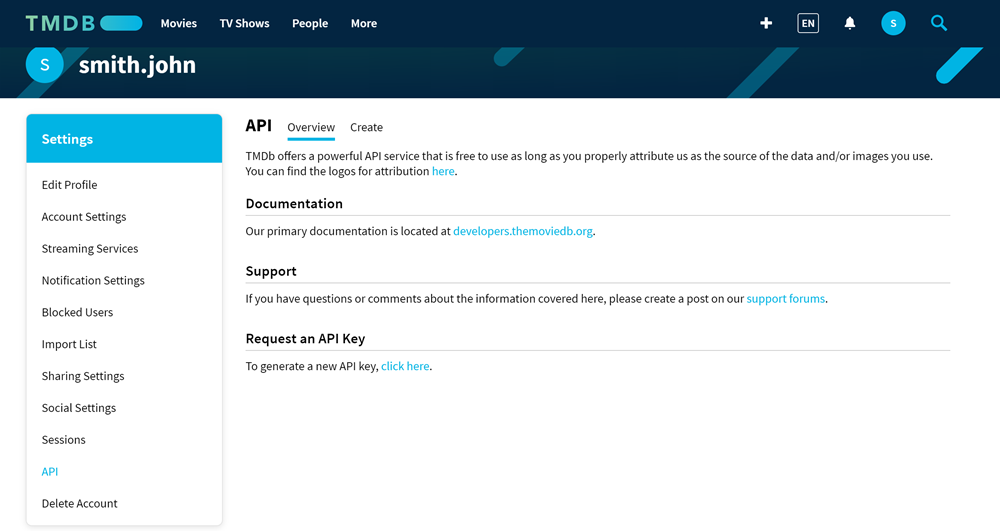 TMDB Movies TV Shows People More EN S
S smith.john
Settings
Edit Profile
Account Settings
Streaming Services
Notification Settings
Blocked Users
Import List
Sharing Settings
Social Settings
Sessions
API
Delete Account
API Overview Create
TMDb offers a powerful API service that is free to use as long as you properly attribute us as the source of the data and/or images you use.
You can find the logos for attribution here.
Documentation
Our primary documentation is located at developers.themoviedb.org.
Support
If you have questions or comments about the information covered here, please create a post on our support forums.
Request an API Key
To generate a new API key, click here.